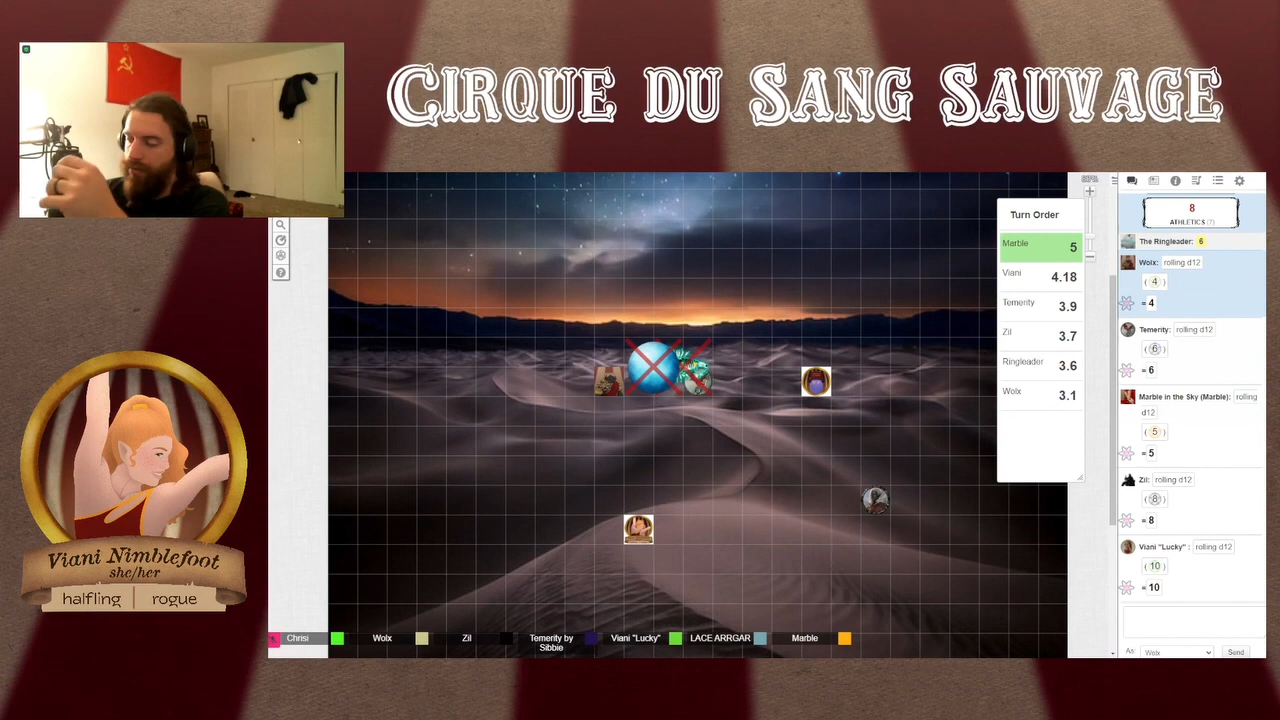 CIRQUE DU SANG SAUVAGE
Turn Order
Marble 5
Viani 4.18
Temerity 3.9
Zil 3.7
Ringleader 3.6
Wolx 3.1
8
ATHLETICS (7)
The Ringleader: 6
Wolx: rolling d12
(4)
= 4
Temerity: rolling d12
(6)
= 6
Marble in the Sky (Marble): rolling
d12
(5)
= 5
Zil: rolling d12
(8)
= 8
Viani "Lucky" : rolling d12
(10)
= 10
As: Wolx Send
Viani Nimblefoot
she/her
halfling | rogue
Chrisi
Wolx
Zil
Temerity by
Sibbie
Viani "Lucky"
LACE ARRGAR
Marble